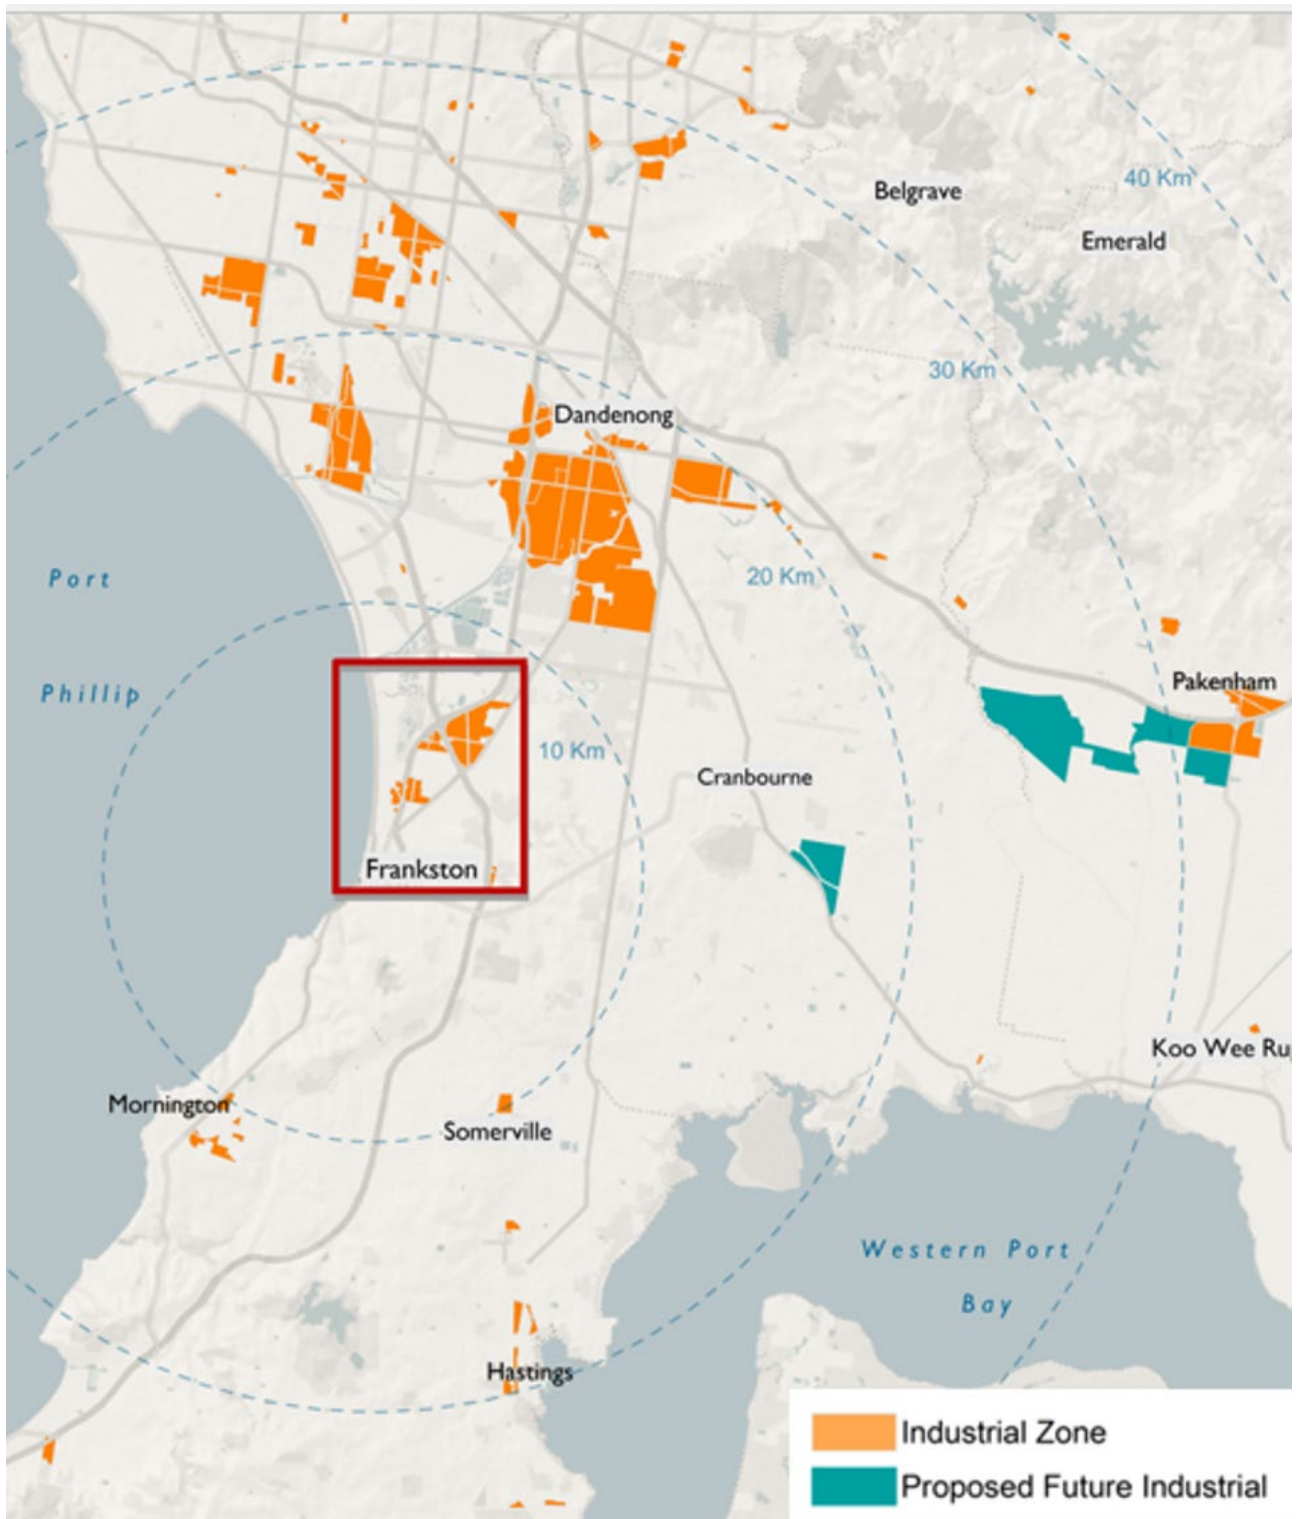 40 Km
Belgrave
Emerald
30 Km
Dandenong
Port
20 Km
Phillip
Pakenham
10 Km
Cranbourne
Frankston
Koo Wee Ru
Mornington
Somerville
Western Port
Bay
Hastings
Industrial Zone
Proposed Future Industrial